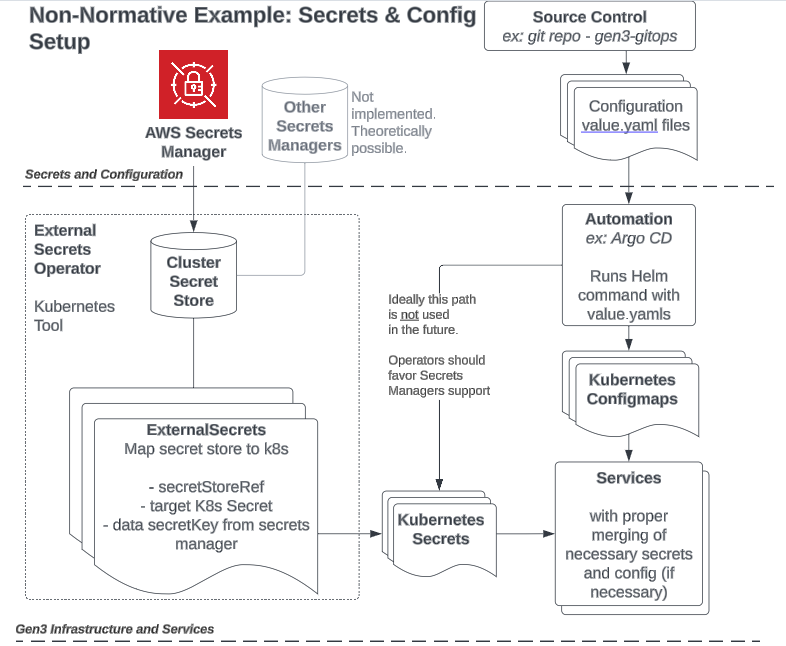 Non-Normative Example: Secrets & Config
Setup
Source Control
ex: git repo - gen3-gitops
Configuration
value.yaml files
AWS Secrets
Manager
Other
Secrets
Managers
Not
implemented.
Theoretically
possible.
Secrets and Configuration
External
Secrets
Operator
Kubernetes
Tool
Cluster
Secret
Store
Automation
ex: Argo CD
Runs Helm
command with
value.yamls
Ideally this path
is not used
in the future.
Operators should
favor Secrets
Managers support
Kubernetes
Configmaps
ExternalSecrets
Map secret store to k8s
- secretStoreRef
- target K8s Secret
- data secretKey from secrets
manager
Kubernetes
Secrets
Services
with proper
merging of
necessary secrets
and config (if
necessary)
Gen3 Infrastructure and Services